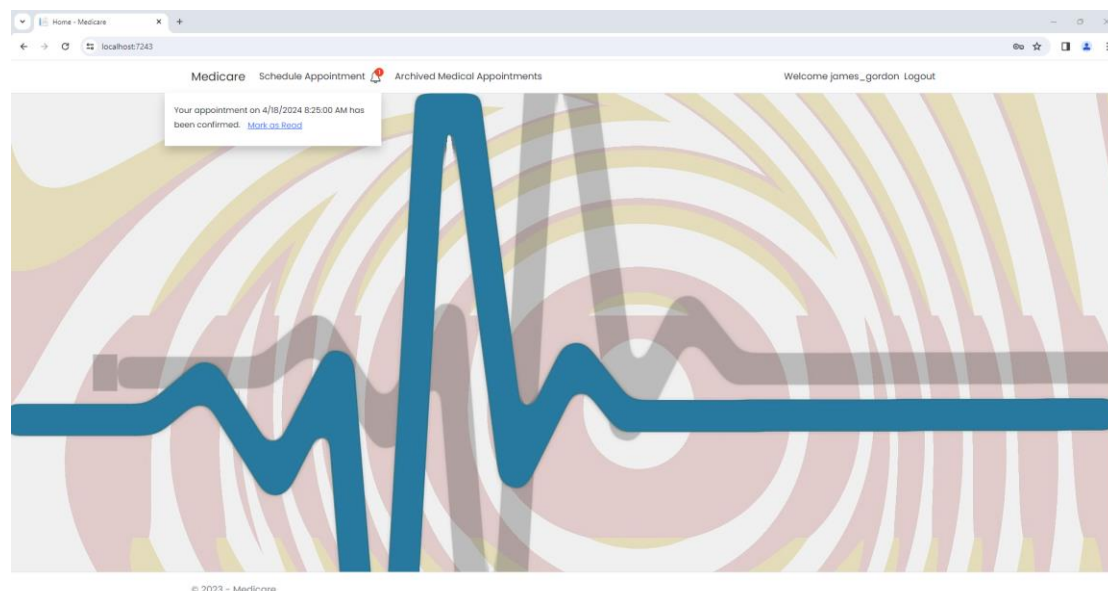 Home - Medicare
localhost:7243
Medicare Schedule Appointment 1 Archived Medical Appointments Welcome james_gordon Logout
Your appointment on 4/18/2024 8:25:00 AM has
been confirmed. Mark as Read
© 2023 - Medicare